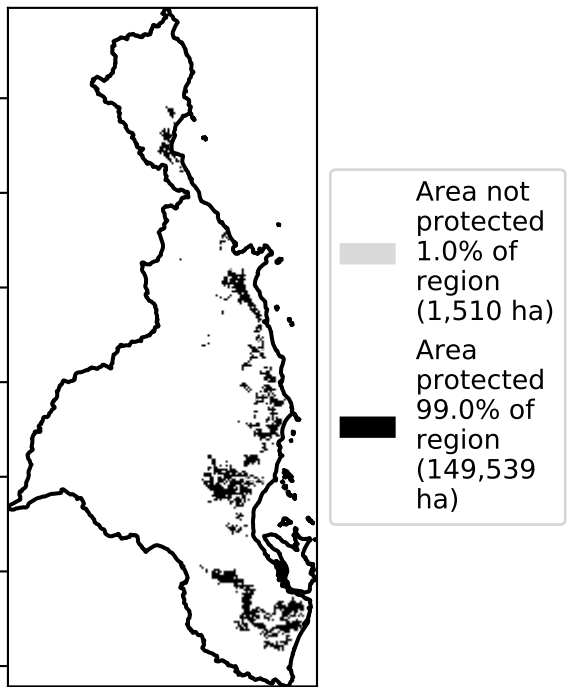 Area not
protected
1.0% of
region
(1,510 ha)
Area
protected
99.0% of
region
(149,539
ha)